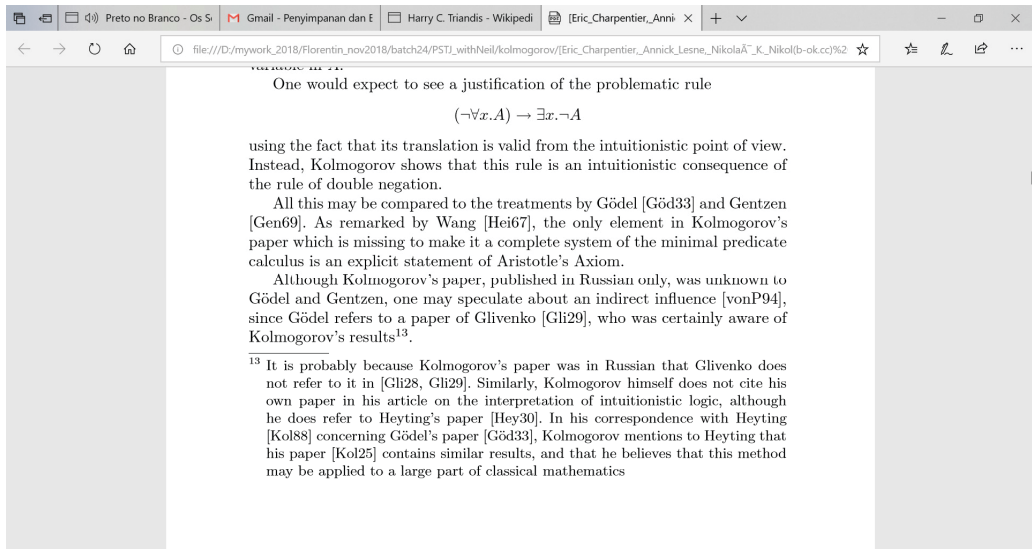 Preto no Branco - Os S
Gmail - Penyimpanan dan E
Harry C. Triandis - Wikipedi
[Eric_Charpentier,_Anni
file:///D:/mywork_2018/Florentin_nov2018/batch24/PSTJ_withNeil/kolmogorov/[Eric_Charpentier,_Annick_Lesne,_NikolaÃ¯_K._Nikol(b-ok.cc)%2
variable in A.
One would expect to see a justification of the problematic rule
(¬∀x.A) → ∃x.¬A
using the fact that its translation is valid from the intuitionistic point of view.
Instead, Kolmogorov shows that this rule is an intuitionistic consequence of
the rule of double negation.
All this may be compared to the treatments by Gödel [Göd33] and Gentzen
[Gen69]. As remarked by Wang [Hei67], the only element in Kolmogorov's
paper which is missing to make it a complete system of the minimal predicate
calculus is an explicit statement of Aristotle's Axiom.
Although Kolmogorov's paper, published in Russian only, was unknown to
Gödel and Gentzen, one may speculate about an indirect influence [vonP94],
since Gödel refers to a paper of Glivenko [Gli29], who was certainly aware of
Kolmogorov's results¹³.
¹³ It is probably because Kolmogorov's paper was in Russian that Glivenko does
not refer to it in [Gli28, Gli29]. Similarly, Kolmogorov himself does not cite his
own paper in his article on the interpretation of intuitionistic logic, although
he does refer to Heyting's paper [Hey30]. In his correspondence with Heyting
[Kol88] concerning Gödel's paper [Göd33], Kolmogorov mentions to Heyting that
his paper [Kol25] contains similar results, and that he believes that this method
may be applied to a large part of classical mathematics